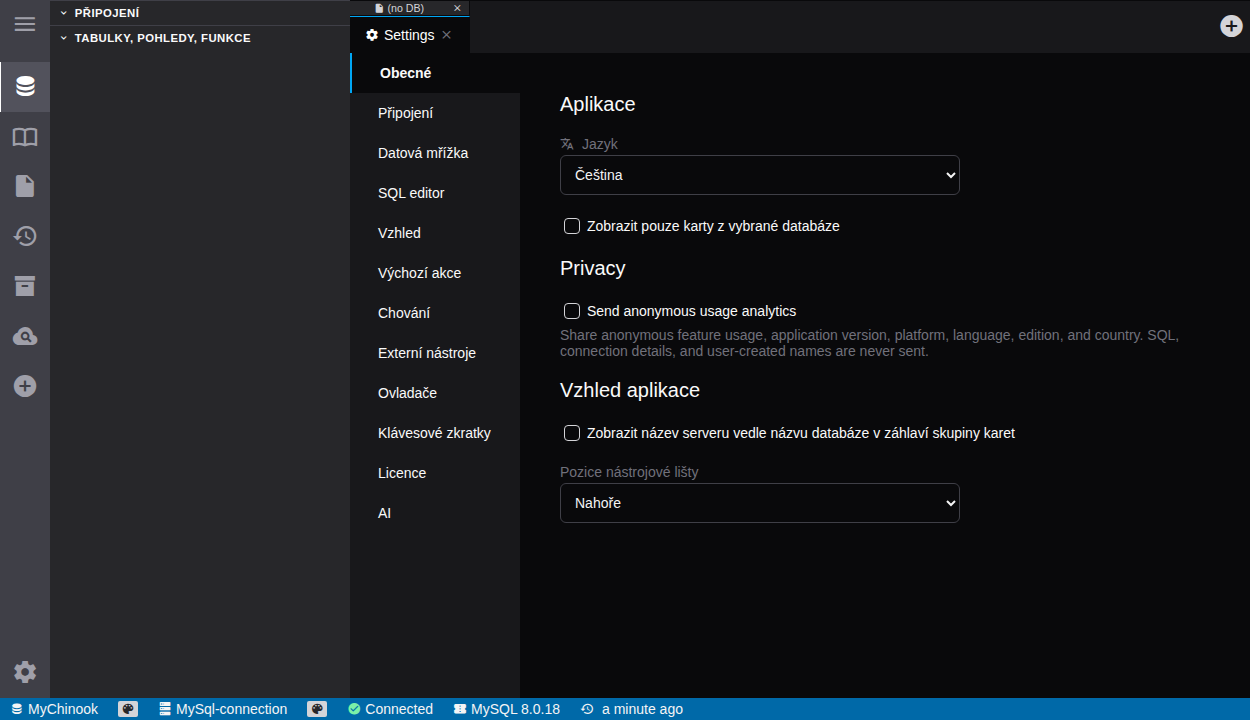 PŘIPOJENÍ
TABULKY, POHLEDY, FUNKCE
(no DB)
Settings
Obecné
Připojení
Datová mřížka
SQL editor
Vzhled
Výchozí akce
Chování
Externí nástroje
Ovladače
Klávesové zkratky
Licence
AI
Aplikace
Jazyk
Čeština
Zobrazit pouze karty z vybrané databáze
Privacy
Send anonymous usage analytics
Share anonymous feature usage, application version, platform, language, edition, and country. SQL,
connection details, and user-created names are never sent.
Vzhled aplikace
Zobrazit název serveru vedle názvu databáze v záhlaví skupiny karet
Pozice nástrojové lišty
Nahoře
MyChinook MySql-connection Connected MySQL 8.0.18 a minute ago